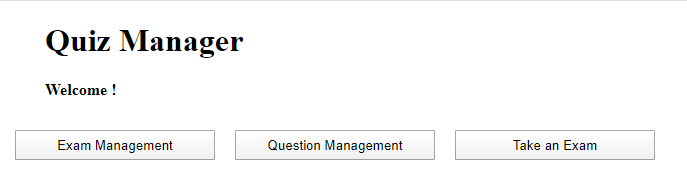 Quiz Manager
Welcome !
Exam Management Question Management Take an Exam